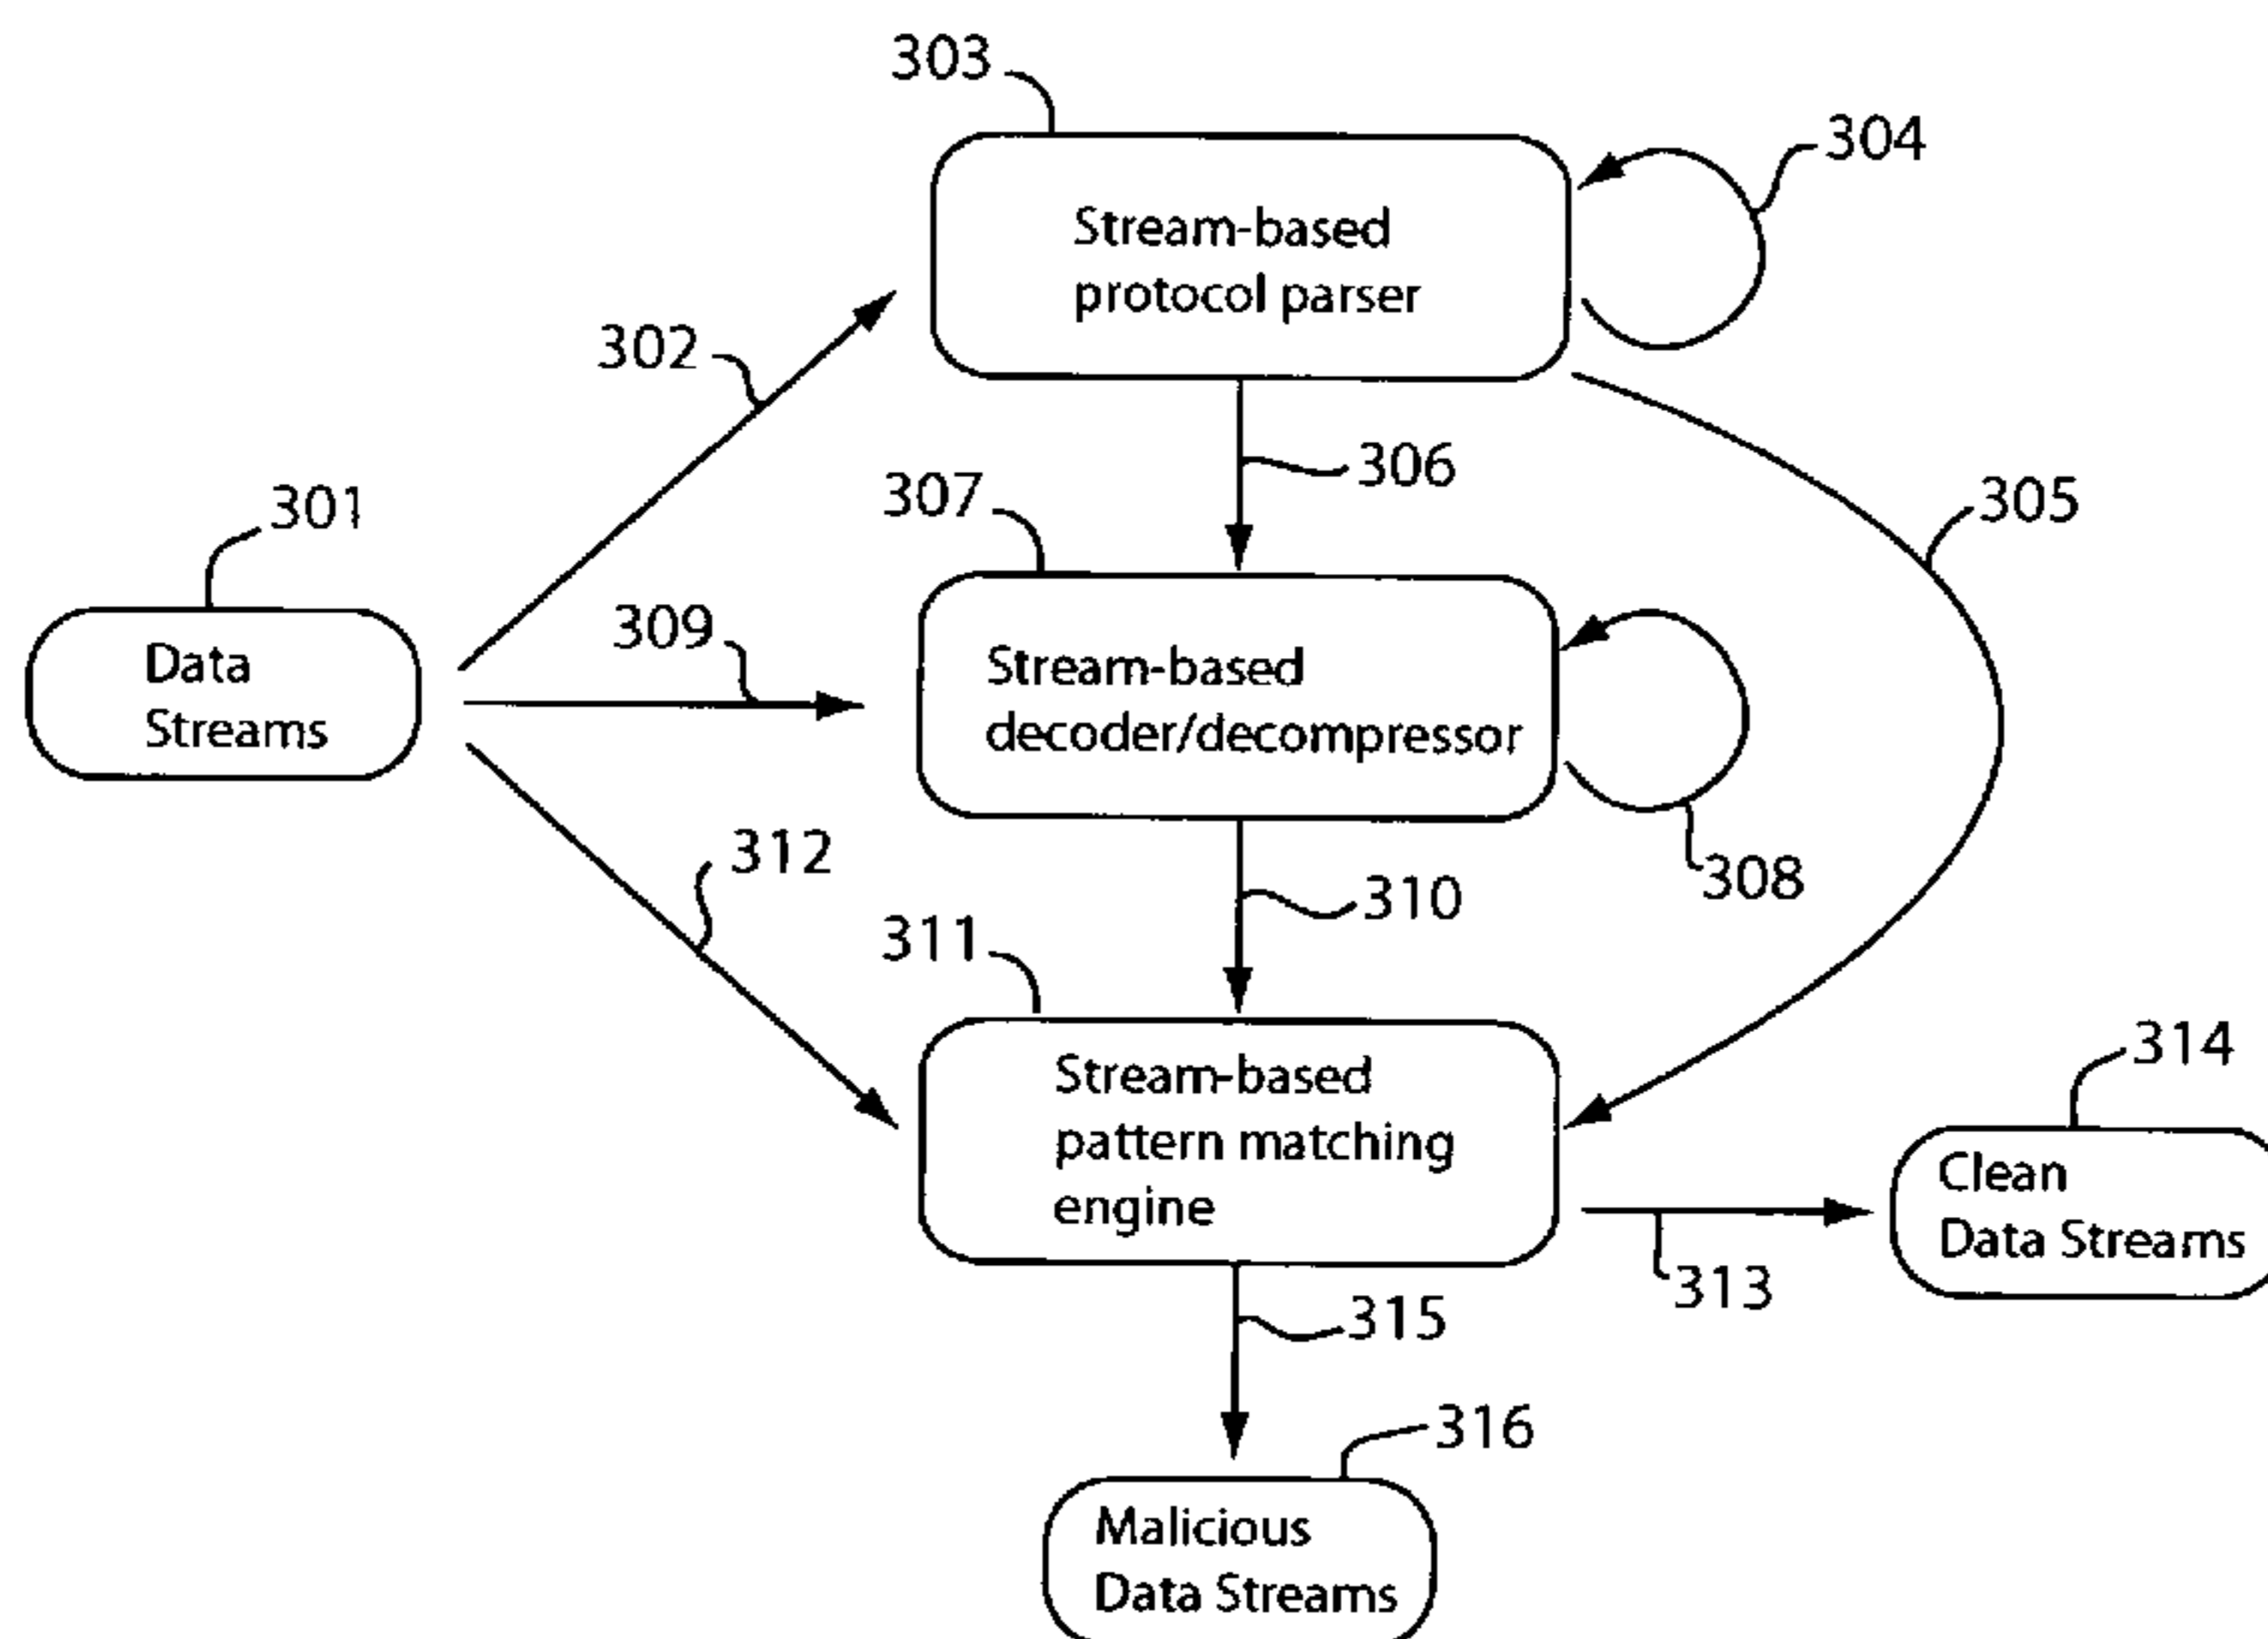 303
304
Stream-based
protocol parser
302
306
305
307
301
309
Data
Streams
Stream-based
decoder/decompressor
312
308
310
311
314
Stream-based
pattern matching
engine
Clean
Data Streams
313
315
316
Malicious
Data Streams